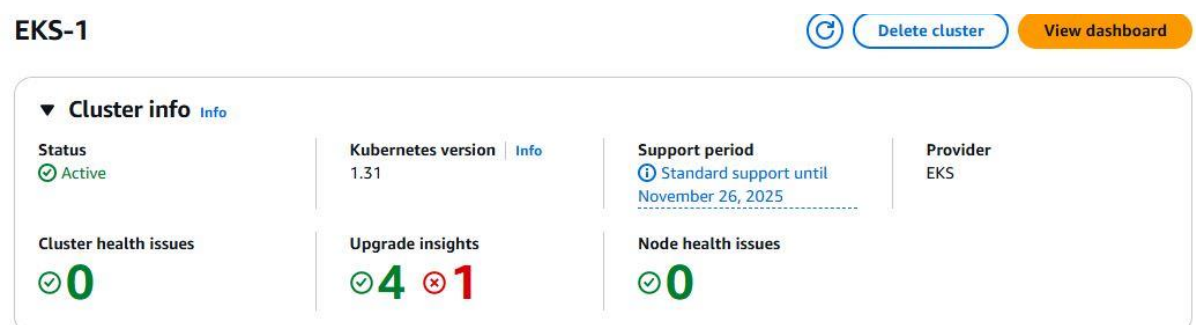 EKS-1
Delete cluster
View dashboard
Cluster info Info
Status
Active
Kubernetes version Info
1.31
Support period
Standard support until
November 26, 2025
Provider
EKS
Cluster health issues
0
Upgrade insights
4 1
Node health issues
0